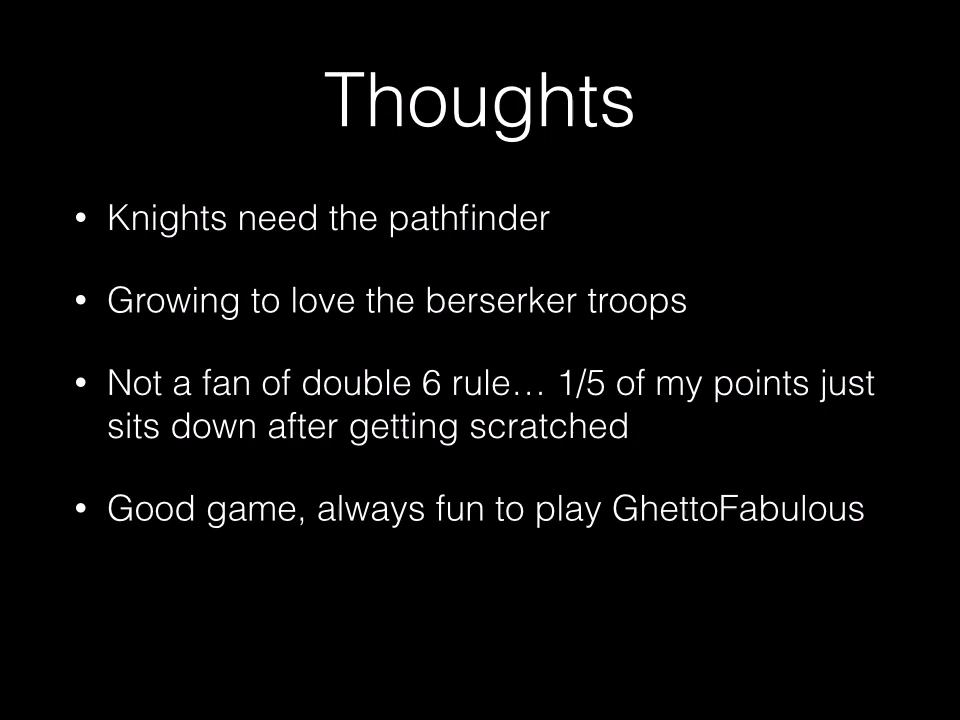 Thoughts
• Knights need the pathfinder
• Growing to love the berserker troops
• Not a fan of double 6 rule… 1/5 of my points just
sits down after getting scratched
• Good game, always fun to play GhettoFabulous